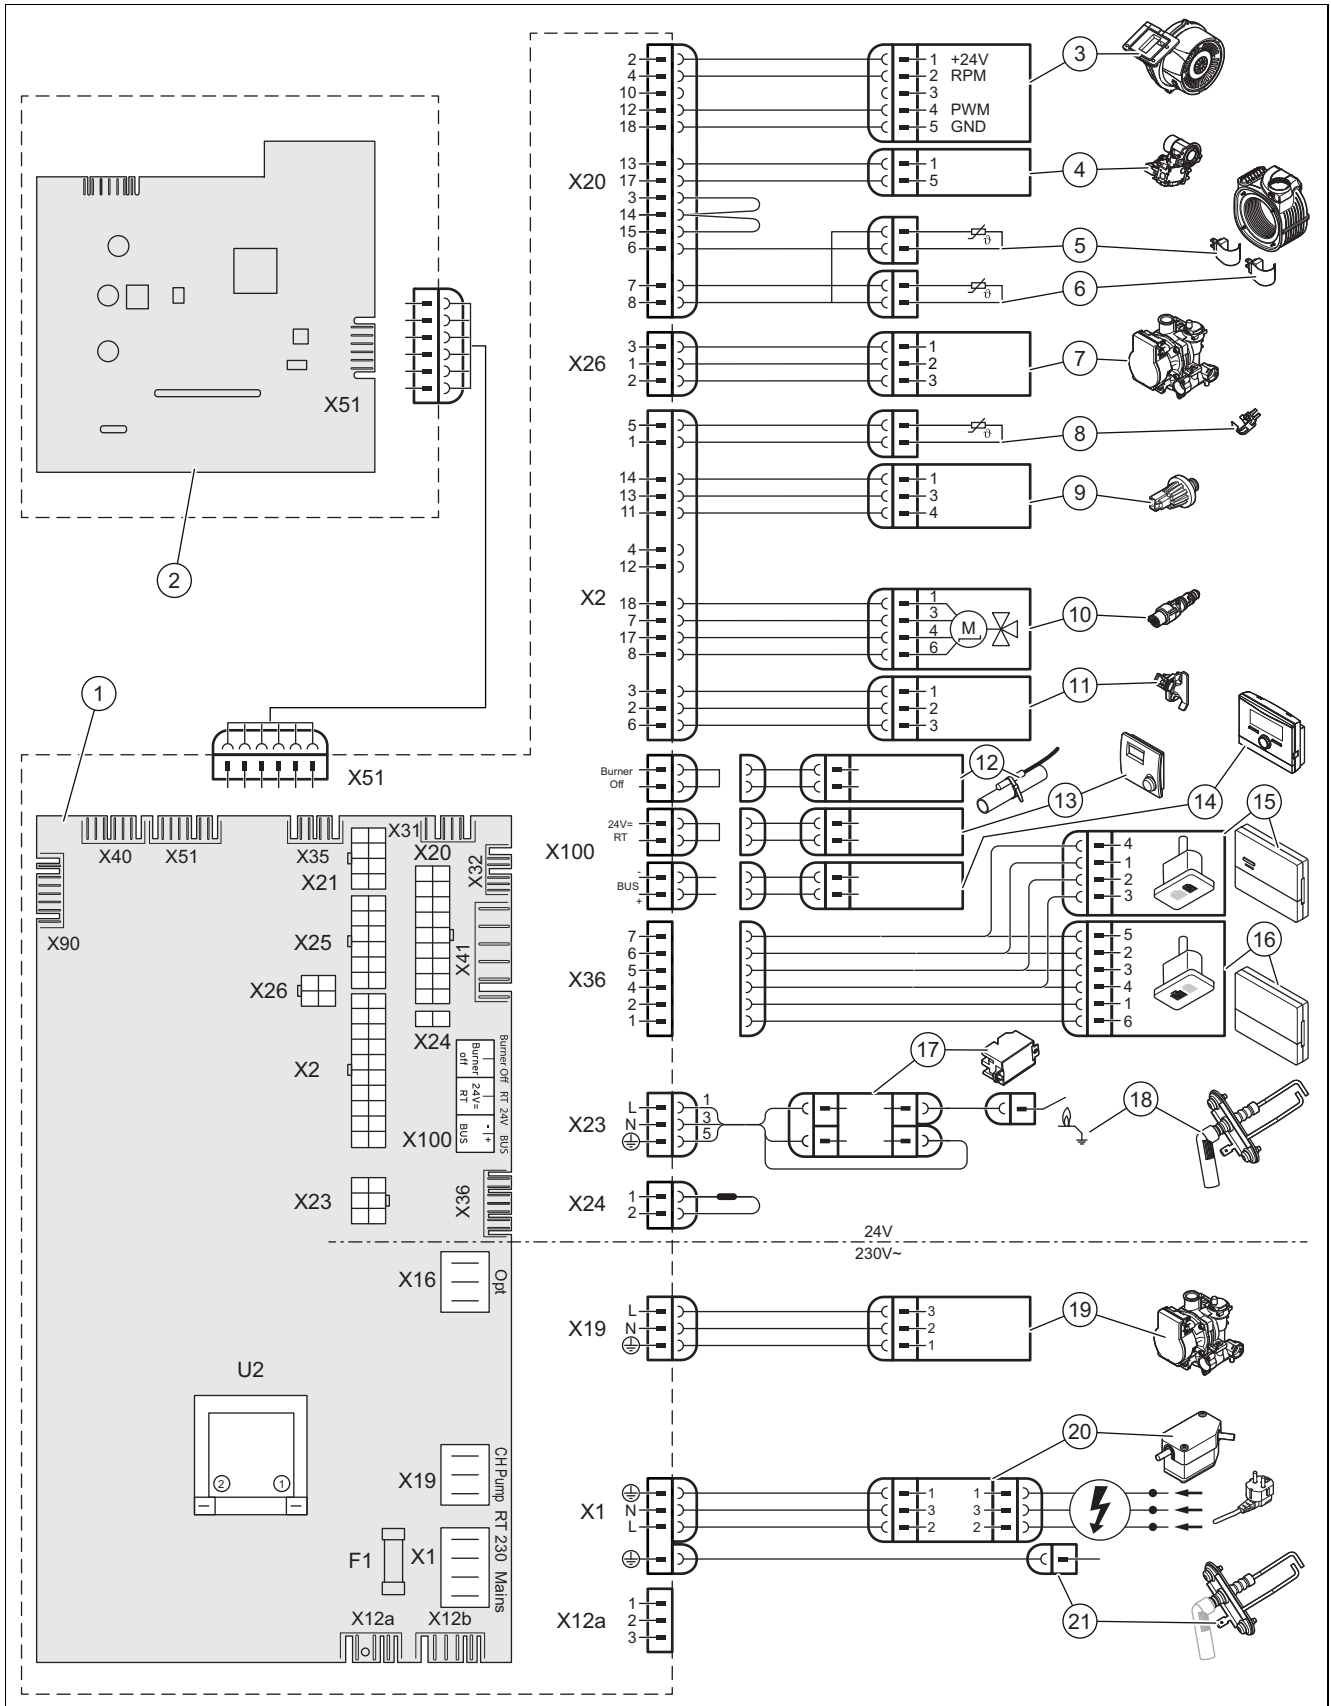 2 1 +24V
4 2 RPM
10 3
12 4 PWM
18 5 GND
3
X20
13 1
17 5
4
3
14
15
6
5
7
8
6
X51
2
X26
3 1
1 2
2 3
7
X2
5
1
8
14 1
13 3
11 4
9
4
12
18 1
7 3
17 4
8 6
M
10
3 1
2 2
6 3
11
1
X51
X100
Burner
Off
12
24V=
RT
13
-
BUS
+
14
4
1
2
3
15
X36
7 5
6 2
5 3
4 4
2 1
1 6
16
X40 X51 X35 X31
X21 X20 X32
X90 X25 X41
X26
X24
X2
X100
Burner
off
24V=
RT
- +
BUS
Burner Off RT 24V BUS
X23 X36
17
X23
L 1
N 3
5
18
X24
1
2
24V
230V~
X16 Opt
X19
L 3
N 2
1
19
U2
2 1
X19 CH Pump
F1 X1 RT 230 Mains
X12a X12b
20
X1
1 1
N 3 3
L 2 2
21
X12a
1
2
3